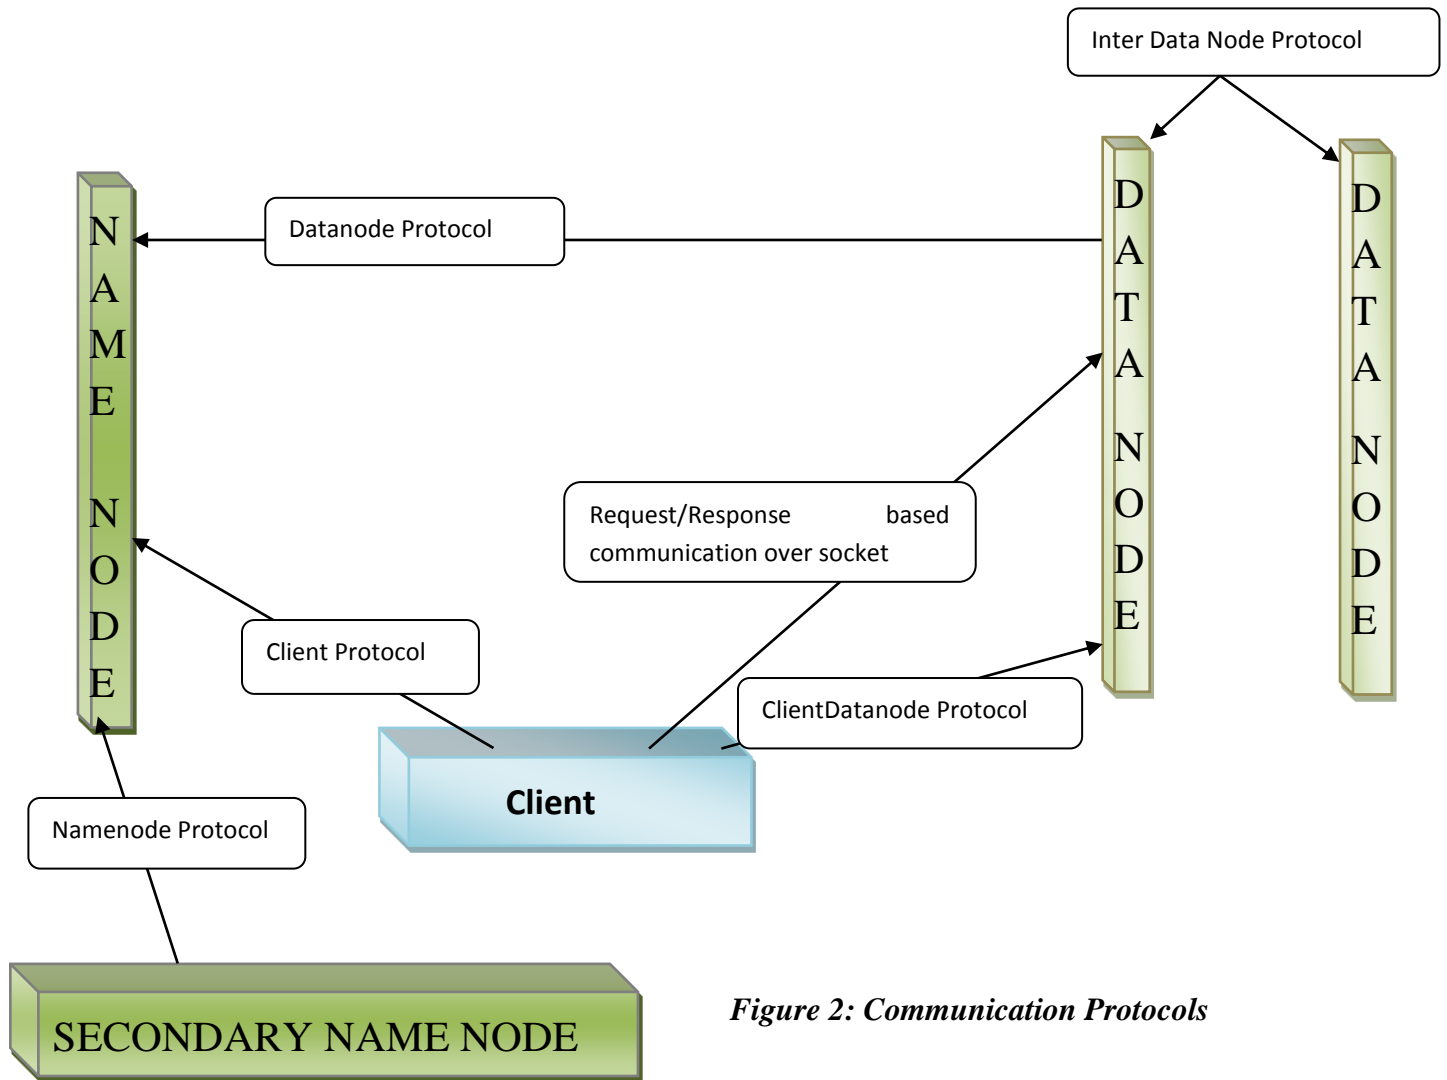 Inter Data Node Protocol
Datanode Protocol
NAME NODE
DATA NODE
DATA NODE
Request/Response based
communication over socket
Client Protocol
ClientDatanode Protocol
Client
Namenode Protocol
SECONDARY NAME NODE
Figure 2: Communication Protocols